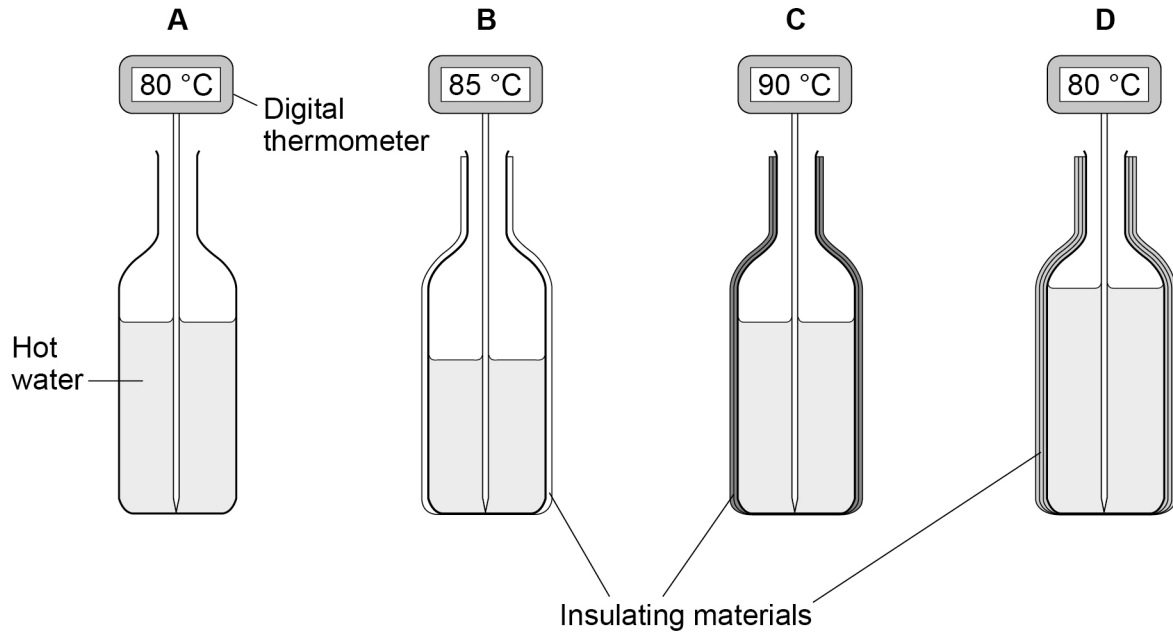 A
B
C
D
80 °C
85 °C
90 °C
80 °C
Digital
thermometer
Hot
water
Insulating materials